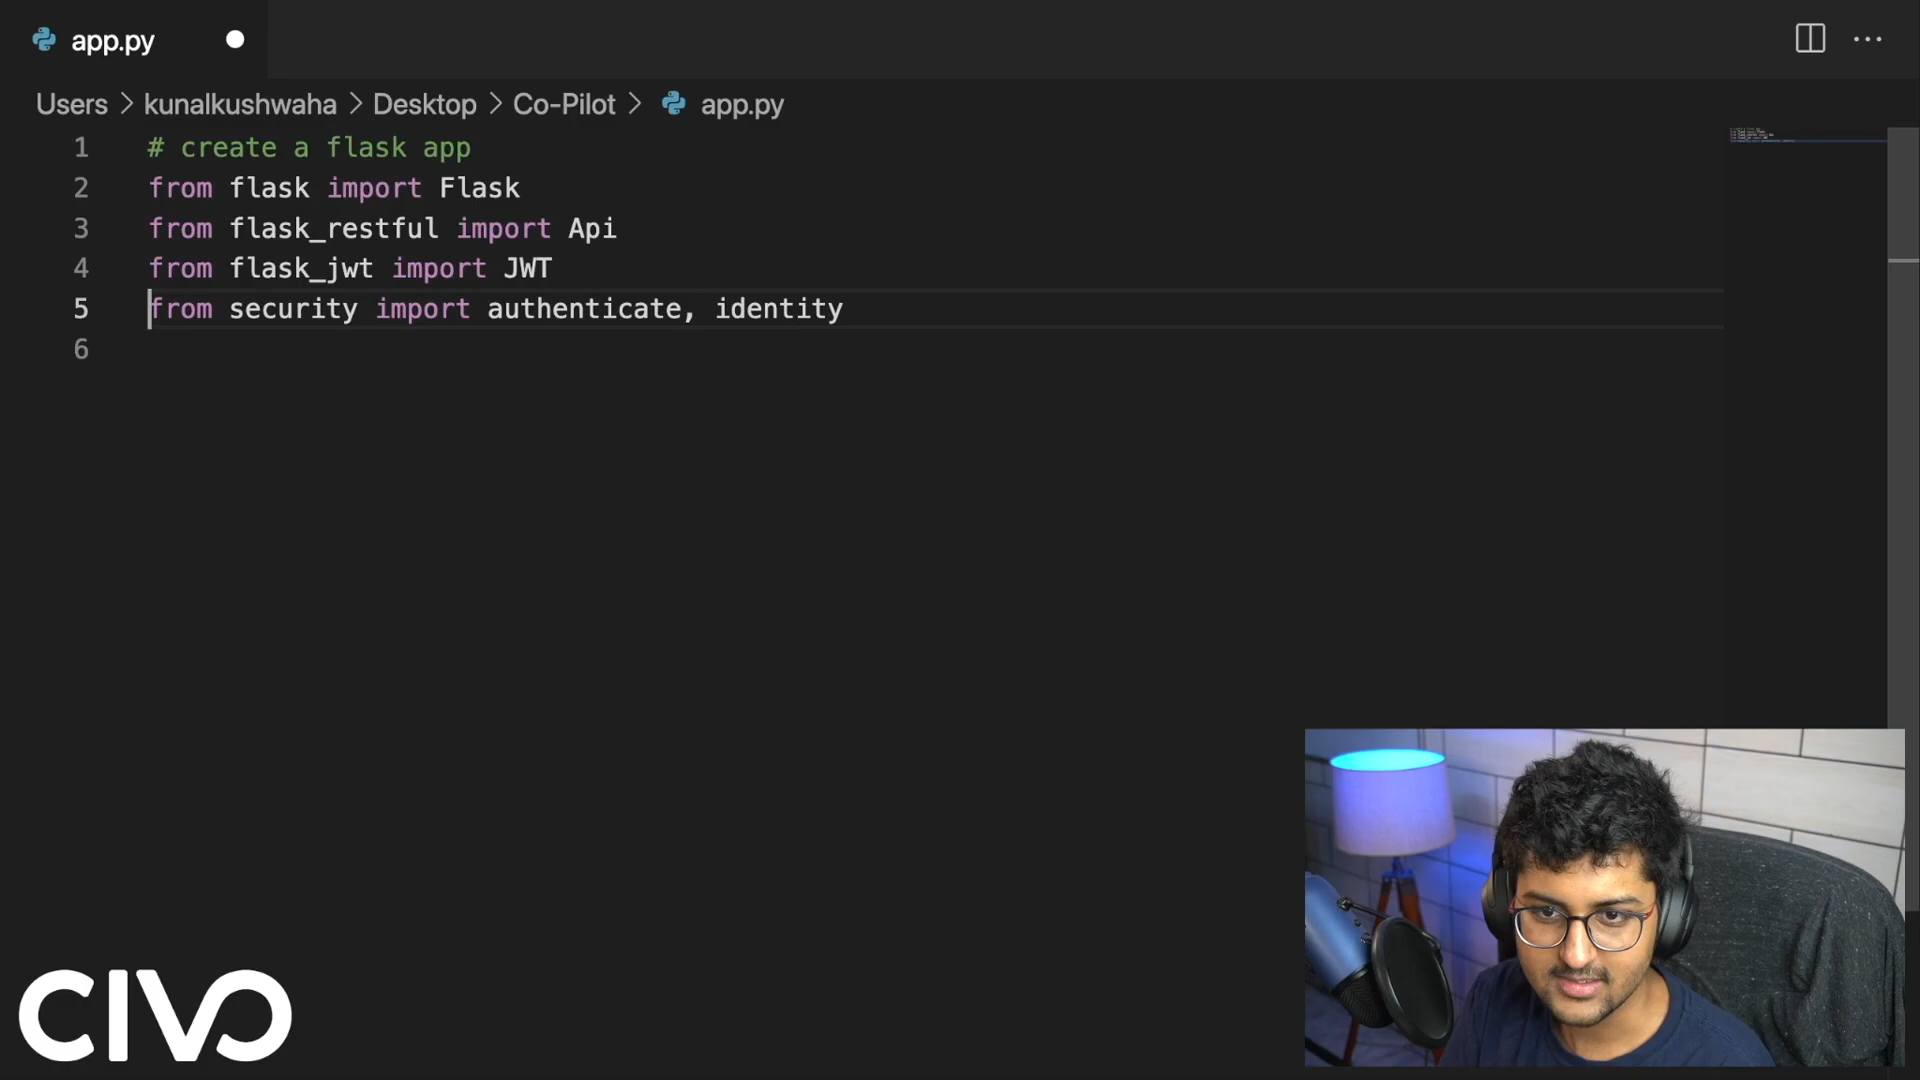 app.py
Users > kunalkushwaha > Desktop > Co-Pilot > app.py
1 # create a flask app
2 from flask import Flask
3 from flask_restful import Api
4 from flask_jwt import JWT
5 from security import authenticate, identity
6
CIVO